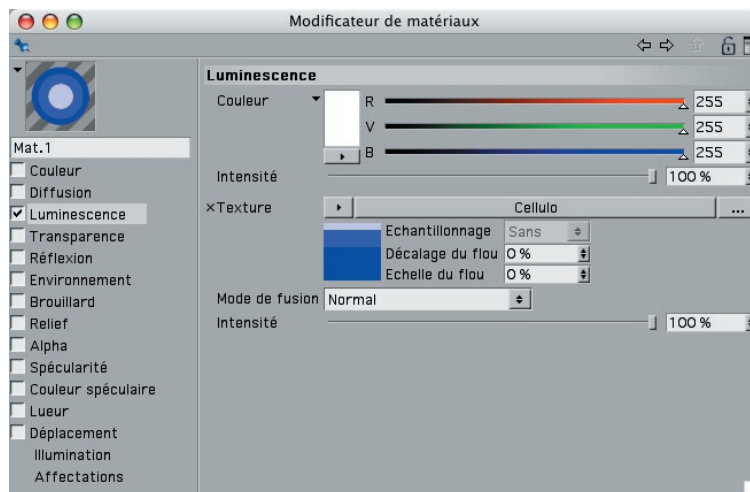 Modificateur de matériaux
Mat.1
Couleur
Diffusion
Luminescence
Transparence
Réflexion
Environnement
Brouillard
Relief
Alpha
Spécularité
Couleur spéculaire
Lueur
Déplacement
Illumination
Affectations
Luminescence
Couleur R 255
V 255
B 255
Intensité 100 %
×Texture Cellulo ...
Echantillonnage Sans
Décalage du flou 0 %
Echelle du flou 0 %
Mode de fusion Normal
Intensité 100 %